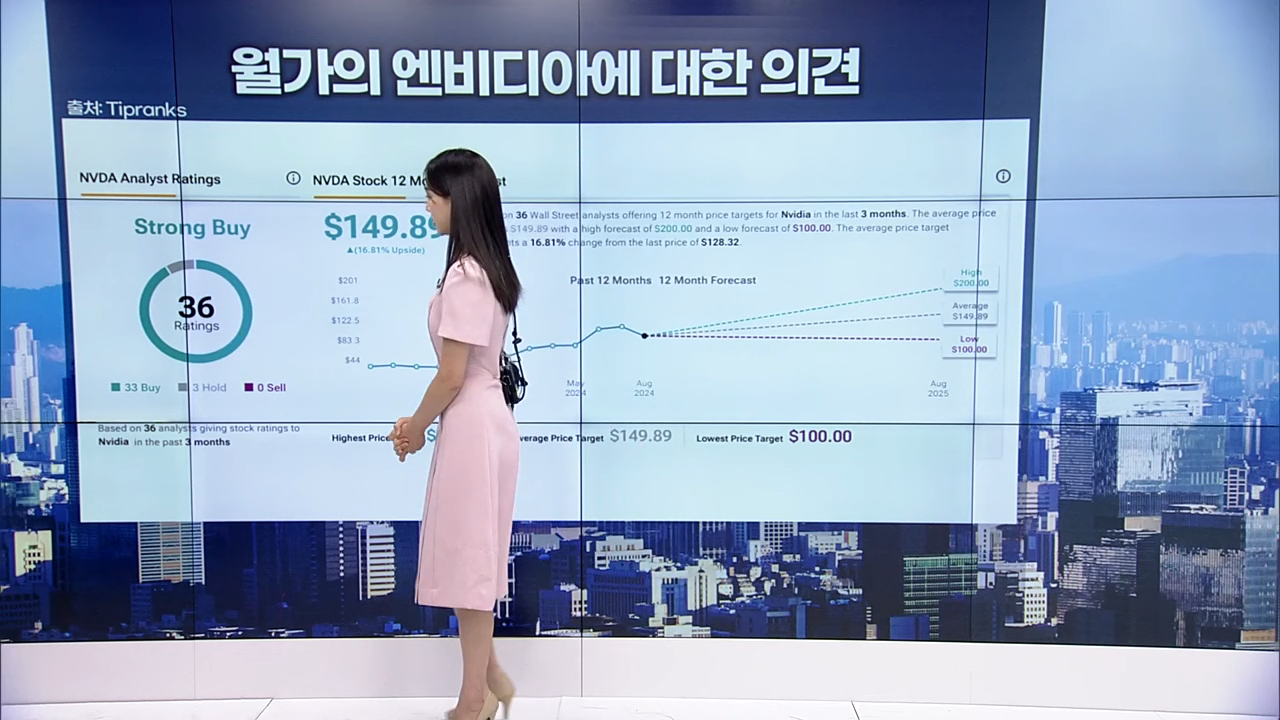 월가의 엔비디아에 대한 의견
출처: Tipranks
NVDA Analyst Ratings
NVDA Stock 12
Strong Buy
36
Ratings
33 Buy
3 Hold
0 Sell
Based on 36 analysts giving stock ratings to
Nvidia in the past 3 months
$149.89
▲(16.81% Upside)
on 36 Wall Street analysts offering 12 month price targets for Nvidia in the last 3 months. The average price
$149.89 with a high forecast of $200.00 and a low forecast of $100.00. The average price target
a 16.81% change from the last price of $128.32.
Past 12 Months
12 Month Forecast
$201
$161.8
$122.5
$83.3
$44
High
$200.00
Average
$149.89
Low
$100.00
May
2024
Aug
2024
Aug
2025
Highest
Average Price Target $149.89
Lowest Price Target $100.00